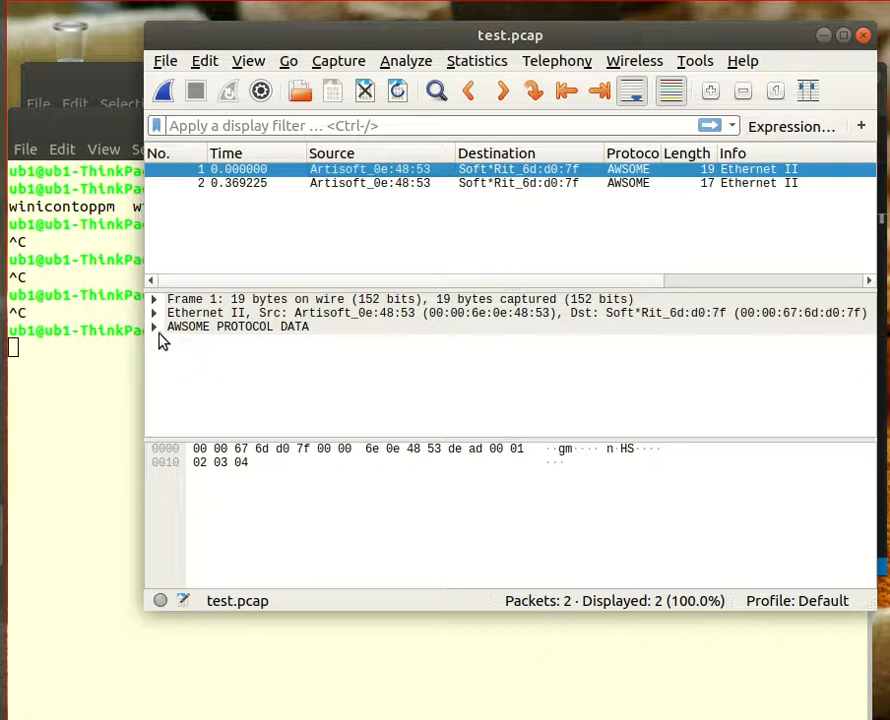 test.pcap
File Edit View Go Capture Analyze Statistics Telephony Wireless Tools Help
File Edit Selecti
Apply a display filter … <Ctrl-/> Expression… +
File Edit View Se
No. Time Source Destination Protoco Length Info
1 0.000000 Artisoft_0e:48:53 Soft*Rit_6d:d0:7f AWSOME 19 Ethernet II
2 0.369225 Artisoft_0e:48:53 Soft*Rit_6d:d0:7f AWSOME 17 Ethernet II
ub1@ub1-ThinkPa
ub1@ub1-ThinkPa
winicontoppm w
ub1@ub1-ThinkPa
^C
ub1@ub1-ThinkPa
^C
ub1@ub1-ThinkPa
^C
ub1@ub1-ThinkPa
Frame 1: 19 bytes on wire (152 bits), 19 bytes captured (152 bits)
Ethernet II, Src: Artisoft_0e:48:53 (00:00:6e:0e:48:53), Dst: Soft*Rit_6d:d0:7f (00:00:67:6d:d0:7f)
AWSOME PROTOCOL DATA
0000 00 00 67 6d d0 7f 00 00 6e 0e 48 53 de ad 00 01 ··gm···· n·HS····
0010 02 03 04 ···
test.pcap Packets: 2 · Displayed: 2 (100.0%) Profile: Default